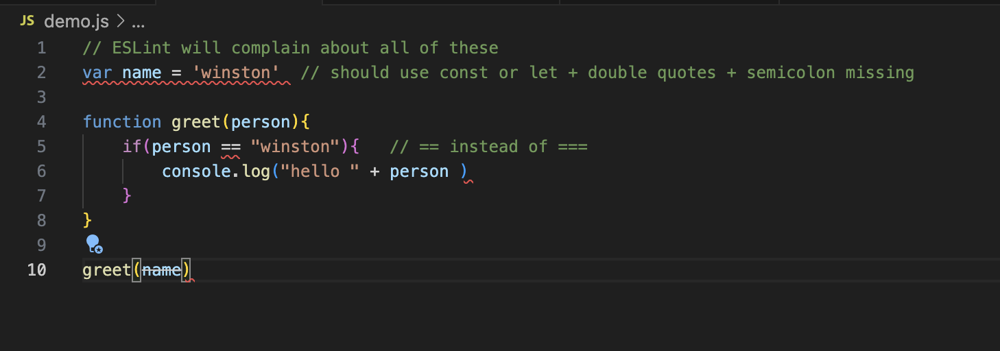 JS demo.js > ...
1 // ESLint will complain about all of these
2 var name = 'winston' // should use const or let + double quotes + semicolon missing
3
4 function greet(person){
5 if(person == "winston"){ // == instead of ===
6 console.log("hello " + person )
7 }
8 }
9
10 greet(name)